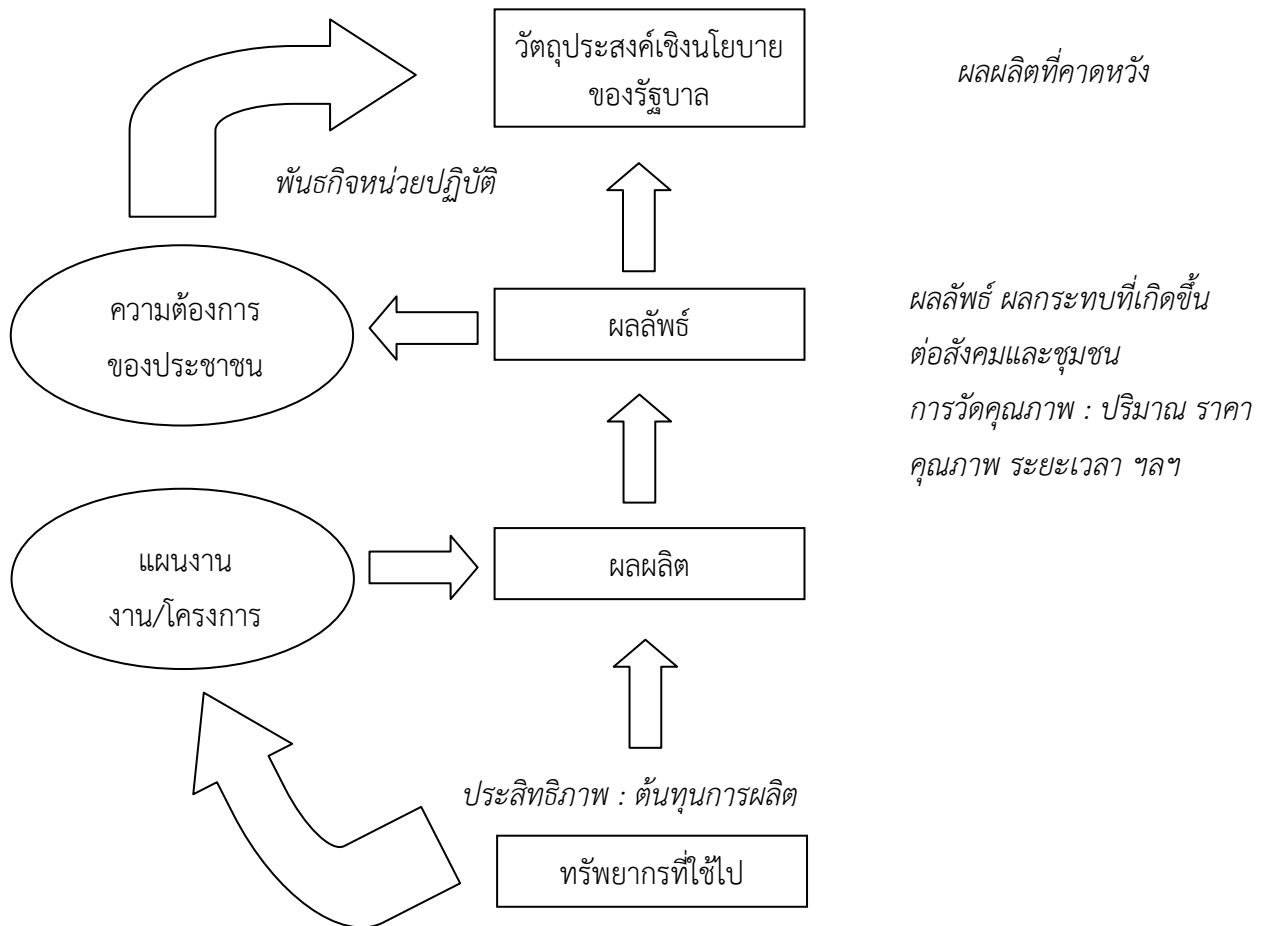 วัตถุประสงค์เชิงนโยบาย
ของรัฐบาล
ผลผลิตที่คาดหวัง
พันธกิจหน่วยปฏิบัติ
ความต้องการ
ของประชาชน
ผลลัพธ์
ผลลัพธ์ ผลกระทบที่เกิดขึ้น
ต่อสังคมและชุมชน
การวัดคุณภาพ : ปริมาณ ราคา
คุณภาพ ระยะเวลา ฯลฯ
แผนงาน
งาน/โครงการ
ผลผลิต
ประสิทธิภาพ : ต้นทุนการผลิต
ทรัพยากรที่ใช้ไป